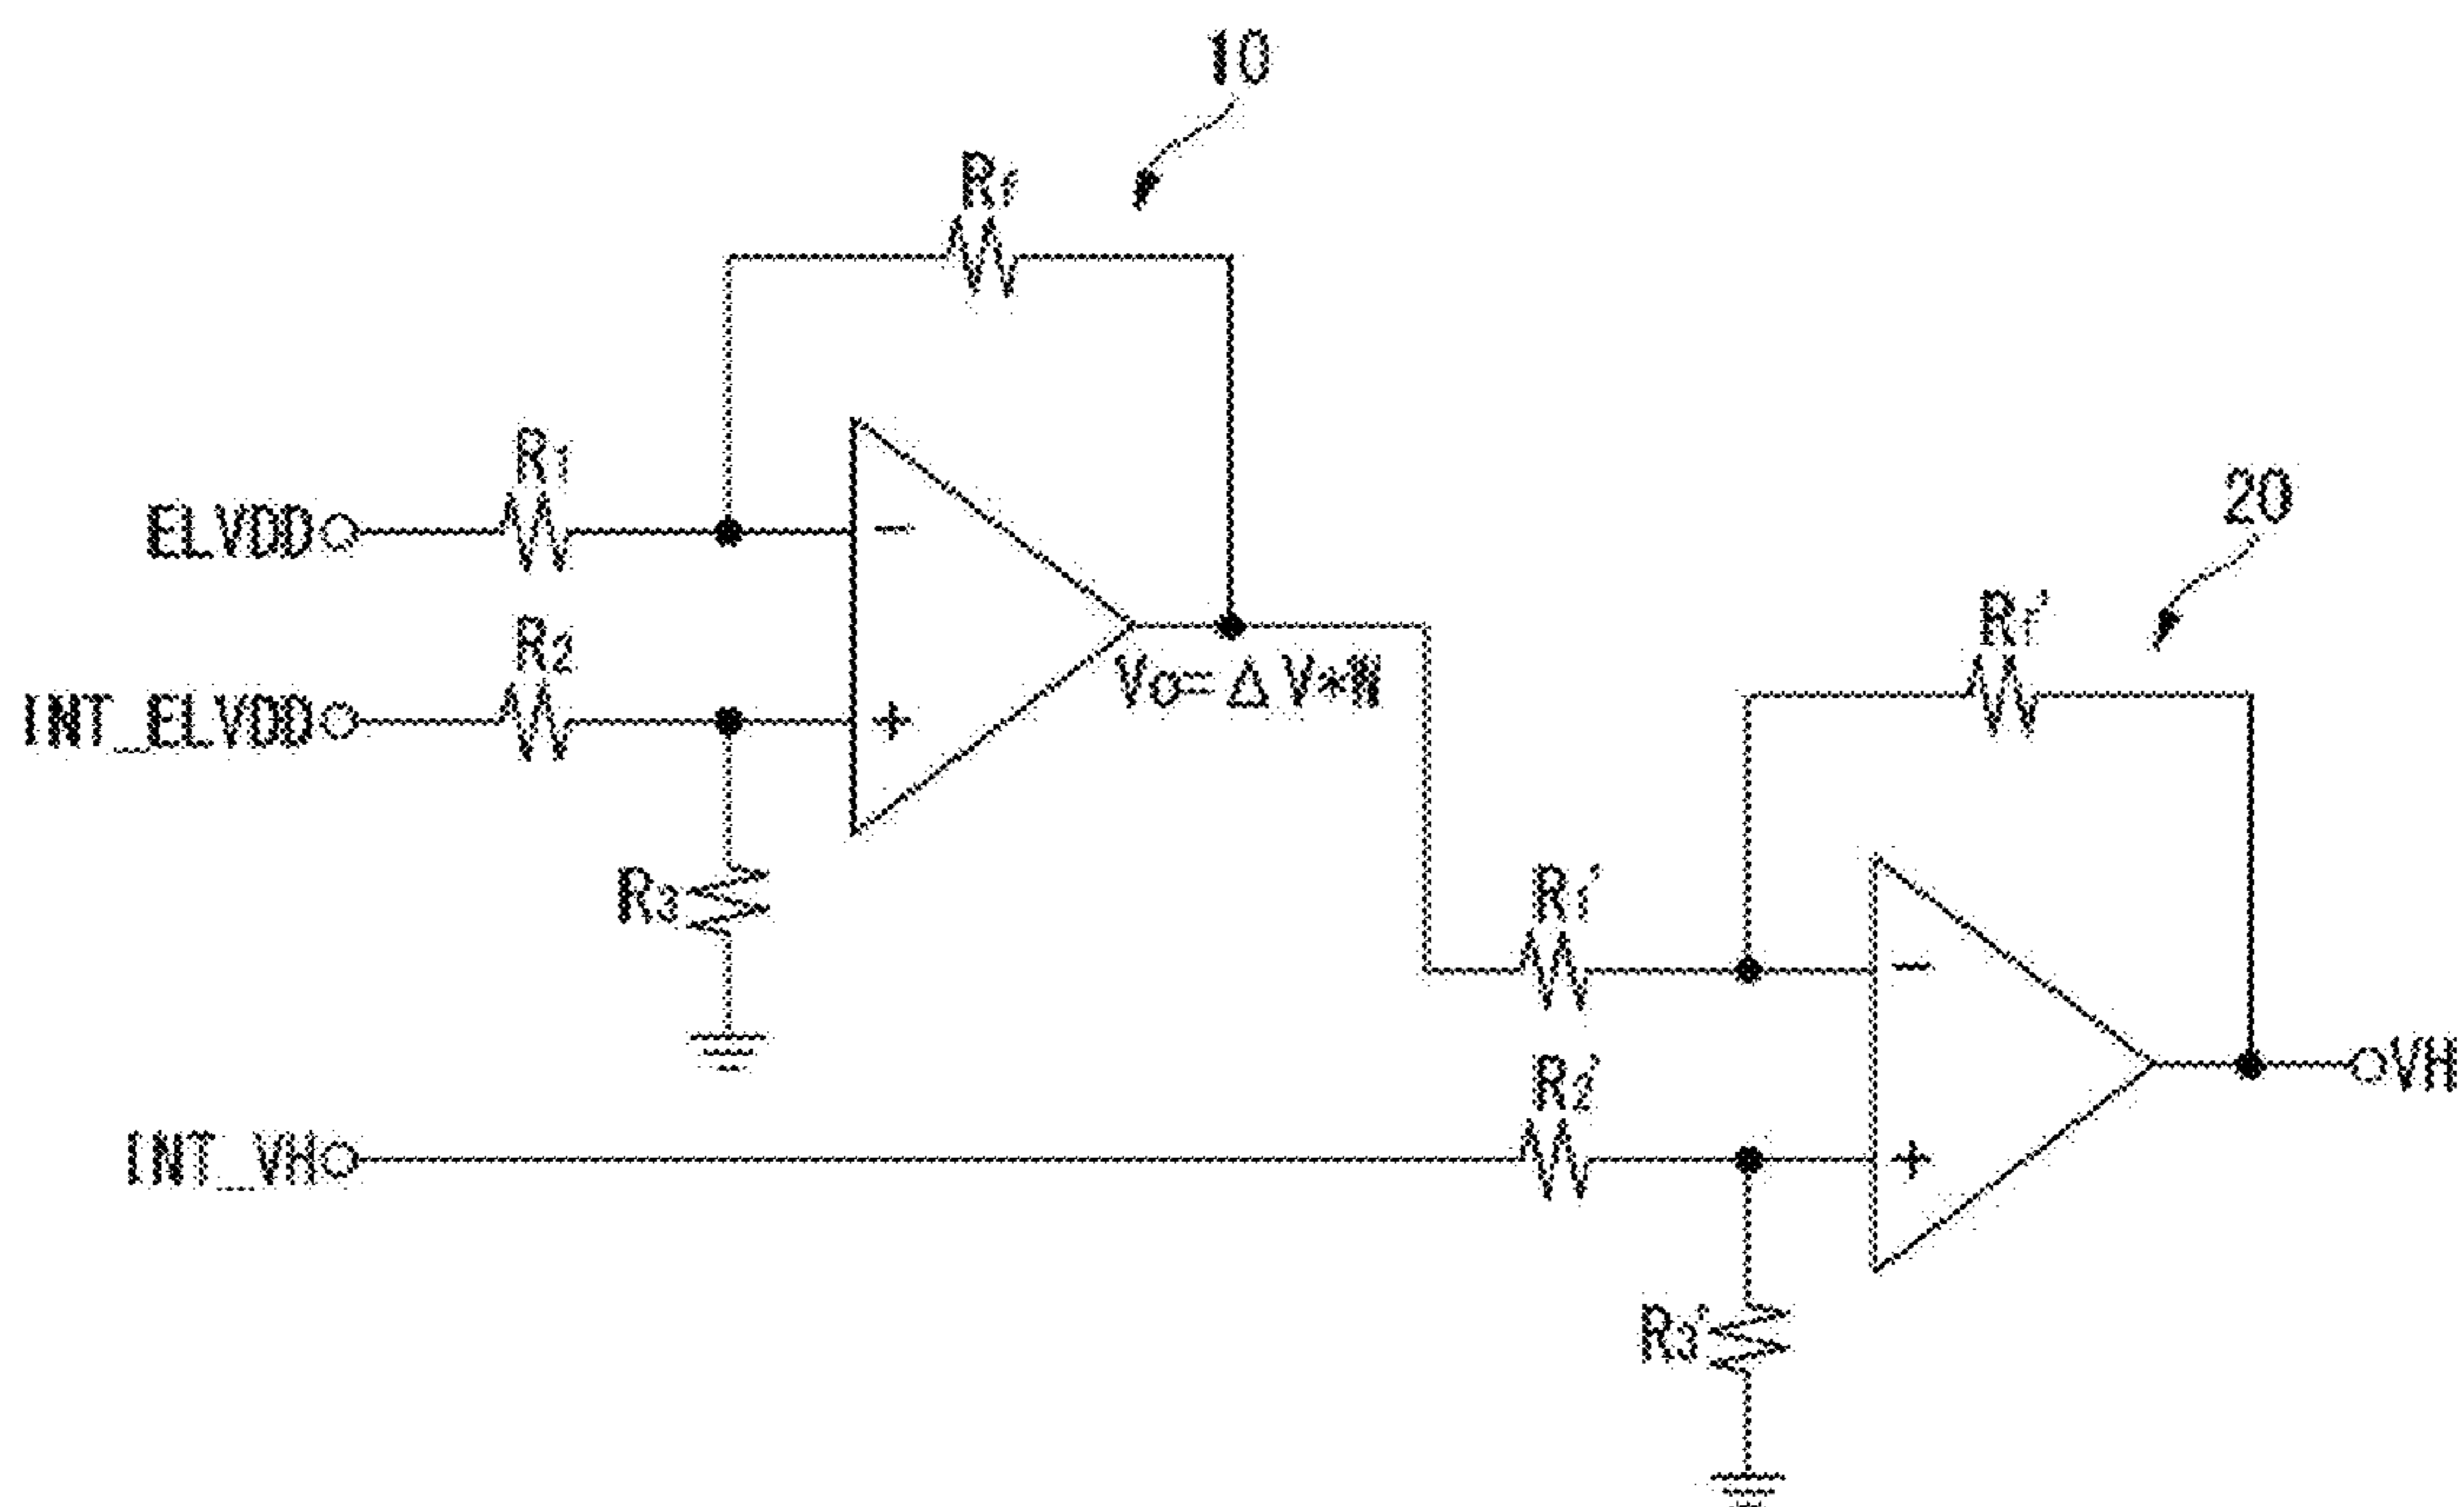 10
Rf
R1
ELVDD
20
R2
Rf'
INT_ELVDD
-
+
Vo=ΔV*N
R3
R1'
-
R2'
VH
INT_VH
+
R3'